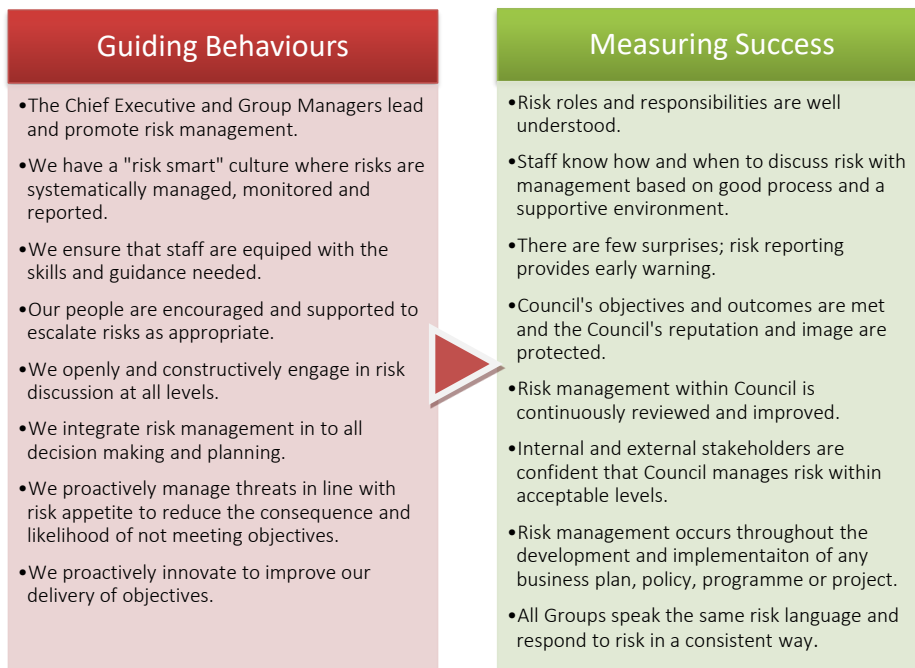 Guiding Behaviours
•The Chief Executive and Group Managers lead
and promote risk management.
•We have a "risk smart" culture where risks are
systematically managed, monitored and
reported.
•We ensure that staff are equiped with the
skills and guidance needed.
•Our people are encouraged and supported to
escalate risks as appropriate.
•We openly and constructively engage in risk
discussion at all levels.
•We integrate risk management in to all
decision making and planning.
•We proactively manage threats in line with
risk appetite to reduce the consequence and
likelihood of not meeting objectives.
•We proactively innovate to improve our
delivery of objectives.
Measuring Success
•Risk roles and responsibilities are well
understood.
•Staff know how and when to discuss risk with
management based on good process and a
supportive environment.
•There are few surprises; risk reporting
provides early warning.
•Council's objectives and outcomes are met
and the Council's reputation and image are
protected.
•Risk management within Council is
continuously reviewed and improved.
•Internal and external stakeholders are
confident that Council manages risk within
acceptable levels.
•Risk management occurs throughout the
development and implementaiton of any
business plan, policy, programme or project.
•All Groups speak the same risk language and
respond to risk in a consistent way.